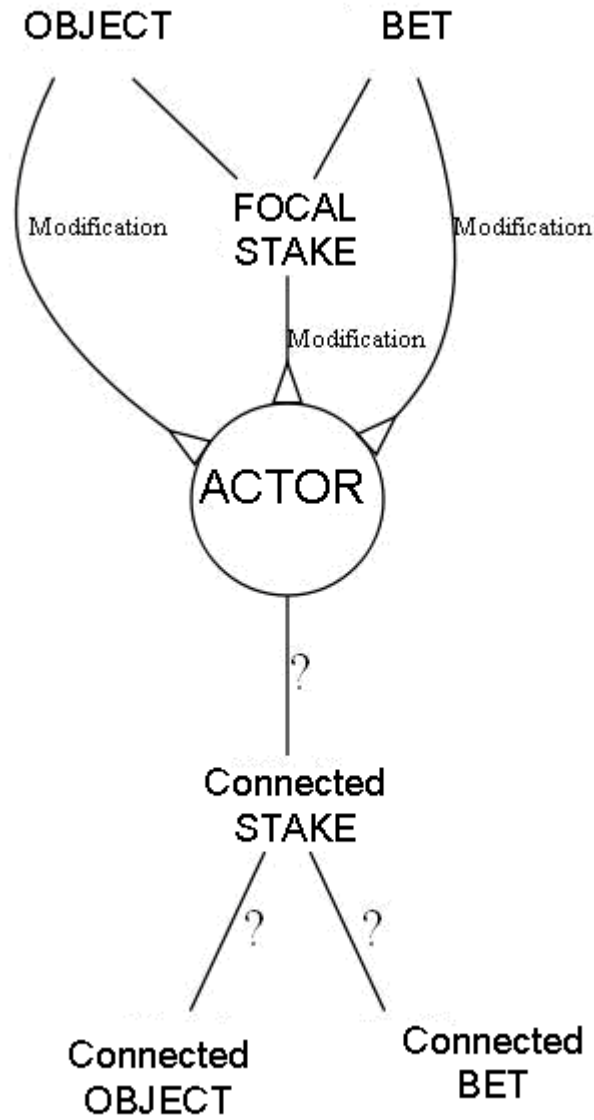 OBJECT
BET
FOCAL
STAKE
Modification
Modification
Modification
ACTOR
?
Connected
STAKE
?
?
Connected
OBJECT
Connected
BET